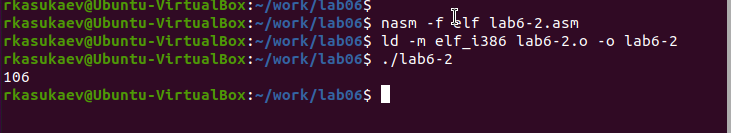 rkasukaev@Ubuntu-VirtualBox:~/work/lab06$
rkasukaev@Ubuntu-VirtualBox:~/work/lab06$ nasm -f elf lab6-2.asm
rkasukaev@Ubuntu-VirtualBox:~/work/lab06$ ld -m elf_i386 lab6-2.o -o lab6-2
rkasukaev@Ubuntu-VirtualBox:~/work/lab06$ ./lab6-2
106
rkasukaev@Ubuntu-VirtualBox:~/work/lab06$